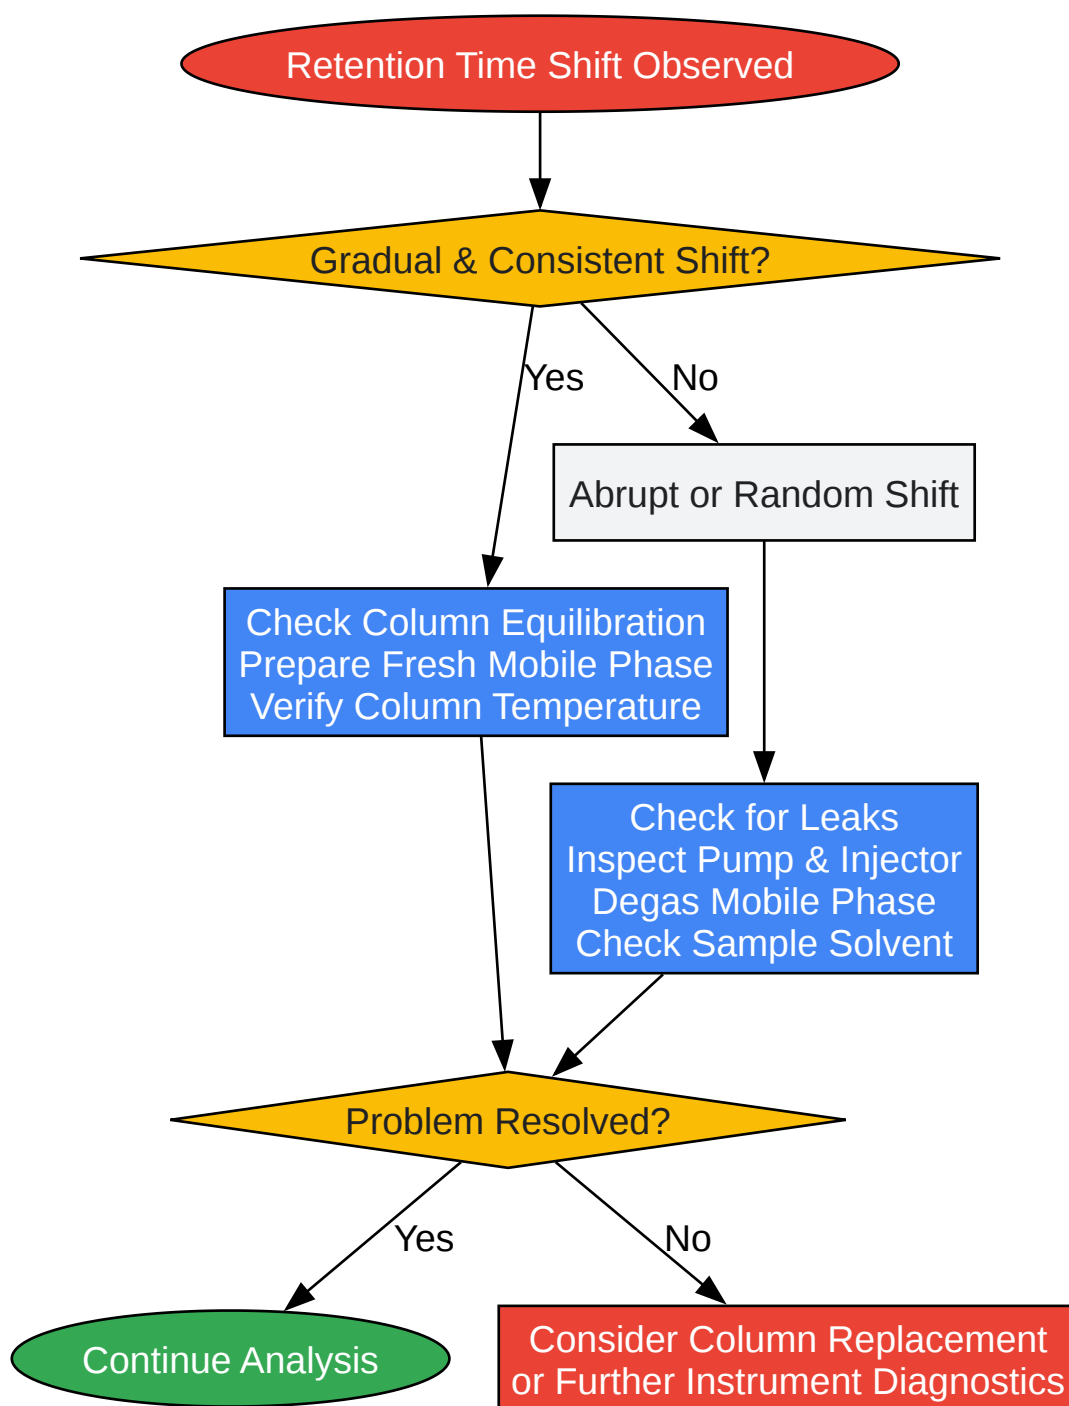 Retention Time Shift Observed
Gradual & Consistent Shift?
Yes
No
Abrupt or Random Shift
Check Column Equilibration
Prepare Fresh Mobile Phase
Verify Column Temperature
Check for Leaks
Inspect Pump & Injector
Degas Mobile Phase
Check Sample Solvent
Problem Resolved?
Yes
No
Continue Analysis
Consider Column Replacement
or Further Instrument Diagnostics